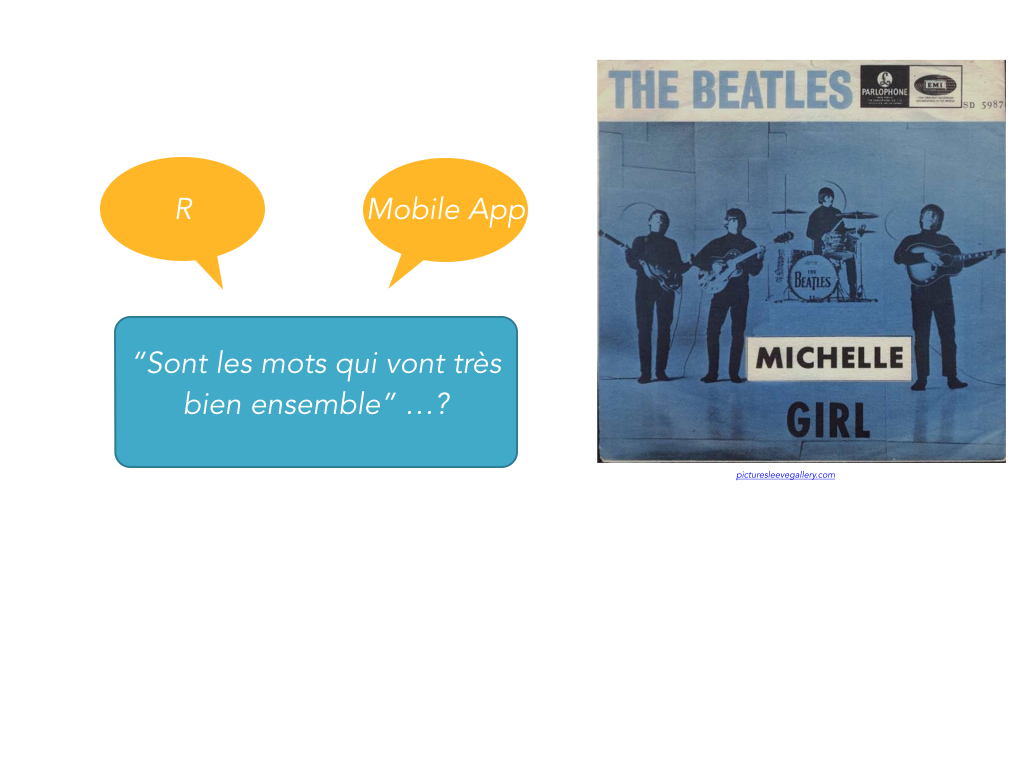 R
Mobile App
“Sont les mots qui vont très
bien ensemble” …?
THE BEATLES
PARLOPHONE
EMI
SD 5987
THE
BEATLES
MICHELLE
GIRL
picturesleevegallery.com